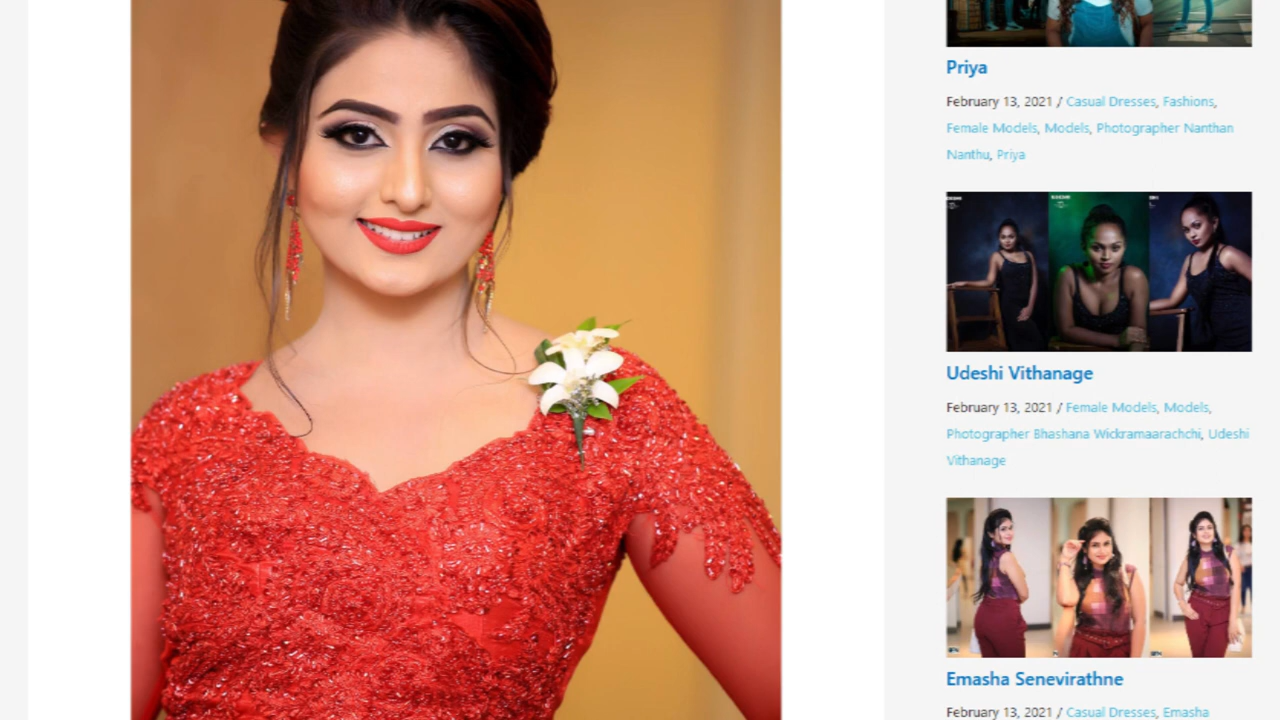 Priya
February 13, 2021 / Casual Dresses, Fashions,
Female Models, Models, Photographer Nanthan
Nanthu, Priya
Udeshi Vithanage
February 13, 2021 / Female Models, Models,
Photographer Bhashana Wickramaarachchi, Udeshi
Vithanage
Emasha Senevirathne
February 13, 2021 / Casual Dresses, Emasha